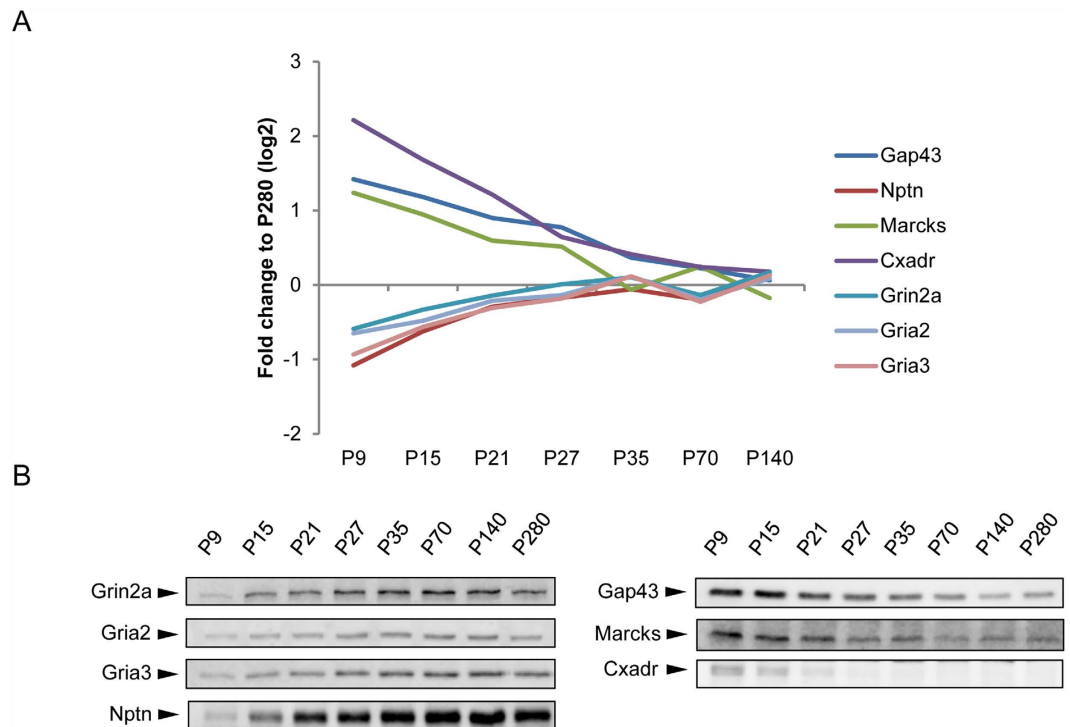 A
3
2
1
0
-1
-2
Fold change to P280 (log2)
P9 P15 P21 P27 P35 P70 P140
Gap43
Nptn
Marcks
Cxadr
Grin2a
Gria2
Gria3
B
P9 P15 P21 P27 P35 P70 P140 P280
Grin2a
Gria2
Gria3
Nptn
P9 P15 P21 P27 P35 P70 P140 P280
Gap43
Marcks
Cxadr